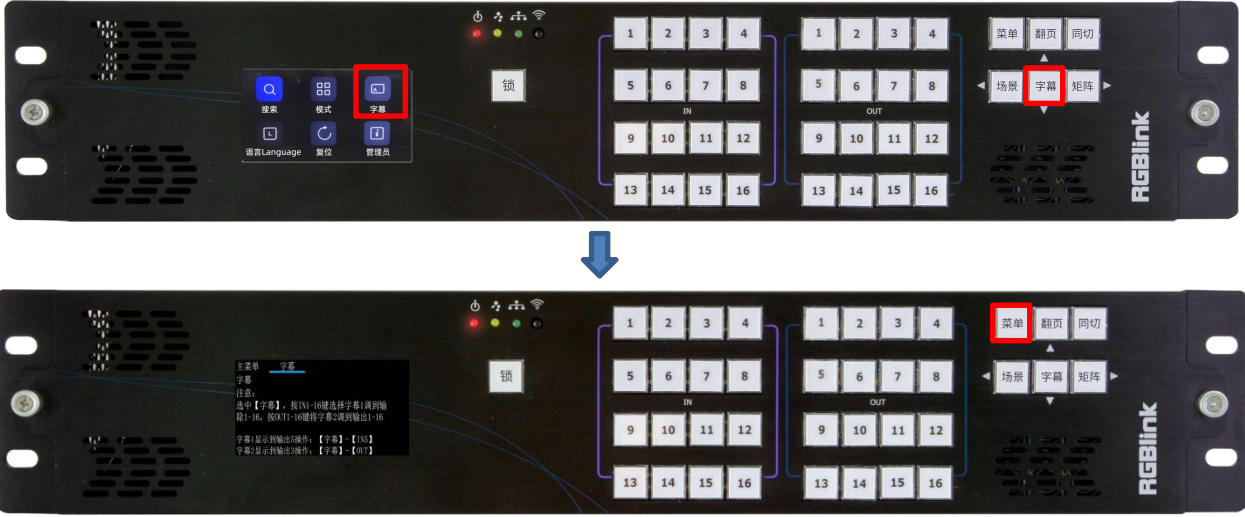 1 2 3 4
1 2 3 4
菜单 翻页 同切
搜索 模式 字幕
锁
5 6 7 8
5 6 7 8
场景 字幕 矩阵
IN
OUT
语言Language 复位 管理员
9 10 11 12
9 10 11 12
13 14 15 16
13 14 15 16
RGBlink
1 2 3 4
1 2 3 4
菜单 翻页 同切
主菜单 字幕
字幕
注意:
选中【字幕】，按IN1-16键选择字幕1调到输
除1-16，按OUT1-16键将字幕2调到输出1-16
字幕1显示到输出5操作：【字幕】-【IN5】
字幕2显示到输出3操作：【字幕】-【OUT】
锁
5 6 7 8
5 6 7 8
场景 字幕 矩阵
IN
OUT
9 10 11 12
9 10 11 12
13 14 15 16
13 14 15 16
RGBlink